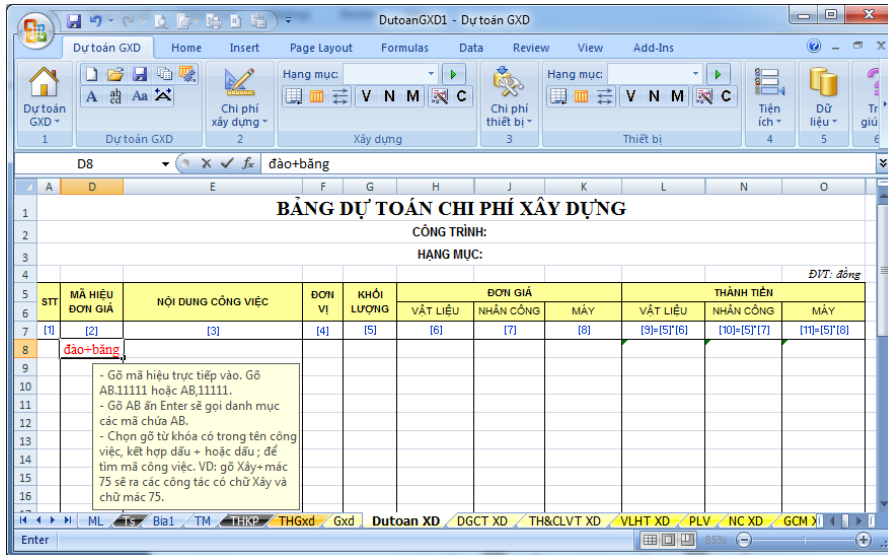 DutoanGXD1 - Dự toán GXD
Dự toán GXD Home Insert Page Layout Formulas Data Review View Add-Ins
Dự toán GXD
A ab Aa A
Chi phí xây dựng
Hạng mục:
V N M C
Chi phí thiết bị
Hạng mục:
V N M C
Tiện ích
Dữ liệu
Tr giú
1 Dự toán GXD 2 Xây dựng 3 Thiết bị 4 5 6
D8 fx đào+băng
A D E F G H J K L N O
1 BẢNG DỰ TOÁN CHI PHÍ XÂY DỰNG
2 CÔNG TRÌNH:
3 HẠNG MỤC:
4 ĐVT: đồng
5 STT MÃ HIỆU ĐƠN GIÁ NỘI DUNG CÔNG VIỆC ĐƠN VỊ KHỐI LƯỢNG ĐƠN GIÁ THÀNH TIỀN
6 VẬT LIỆU NHÂN CÔNG MÁY VẬT LIỆU NHÂN CÔNG MÁY
7 [1] [2] [3] [4] [5] [6] [7] [8] [9]=[5]*[6] [10]=[5]*[7] [11]=[5]*[8]
8 đào+băng
9
10
11
12
13
14
15
16
- Gõ mã hiệu trực tiếp vào. Gõ
AB.11111 hoặc AB,11111.
- Gõ AB ấn Enter sẽ gọi danh mục
các mã chứa AB.
- Chọn gõ từ khóa có trong tên công
việc, kết hợp dấu + hoặc dấu ; để
tìm mã công việc. VD: gõ Xây+mác
75 sẽ ra các công tác có chữ Xây và
chữ mác 75.
ML Ts Bia1 TM THKP THGxd Gxd Dutoan XD DGCT XD TH&CLVT XD VLHT XD PLV NC XD GCM X
Enter 85%